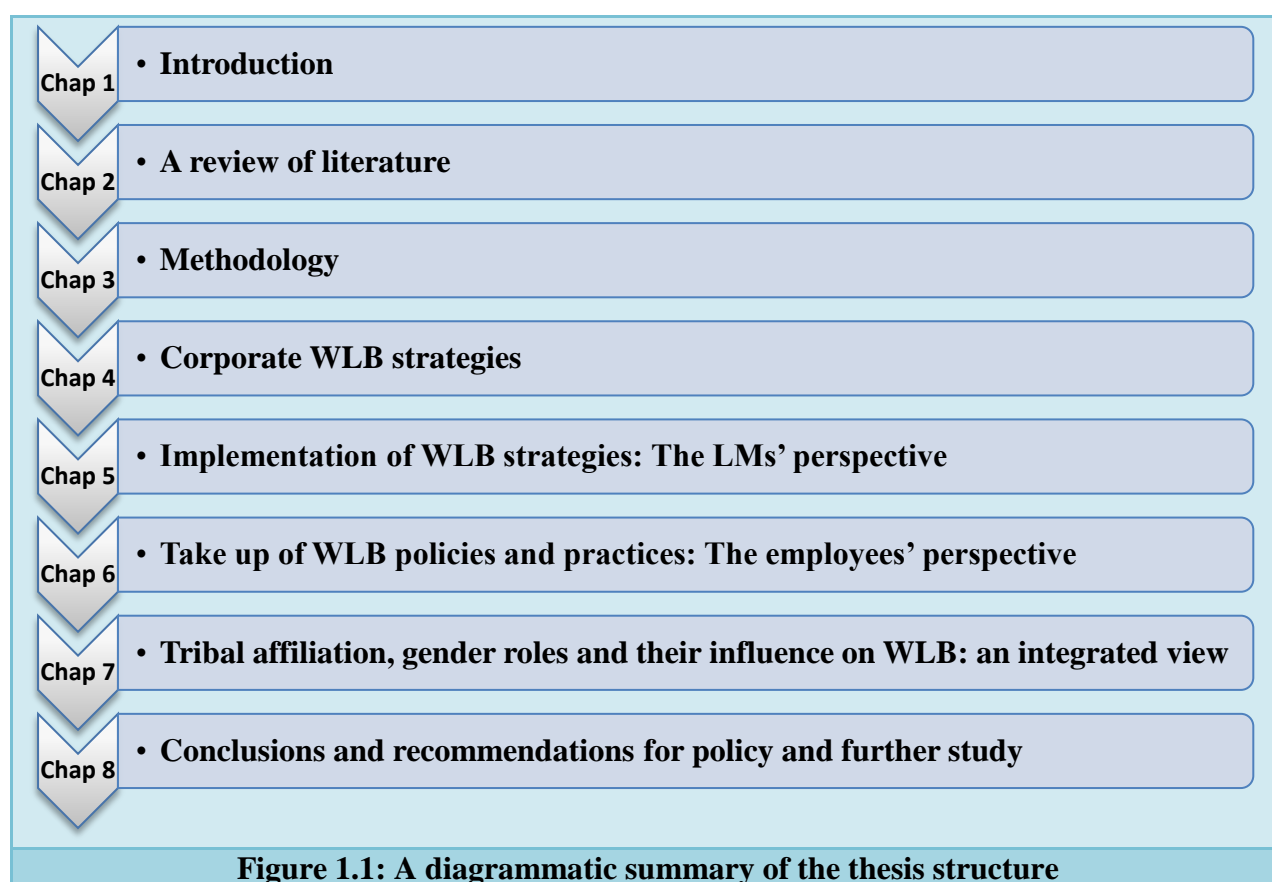 Chap 1
• Introduction
Chap 2
• A review of literature
Chap 3
• Methodology
Chap 4
• Corporate WLB strategies
Chap 5
• Implementation of WLB strategies: The LMs’ perspective
Chap 6
• Take up of WLB policies and practices: The employees’ perspective
Chap 7
• Tribal affiliation, gender roles and their influence on WLB: an integrated view
Chap 8
• Conclusions and recommendations for policy and further study
Figure 1.1: A diagrammatic summary of the thesis structure